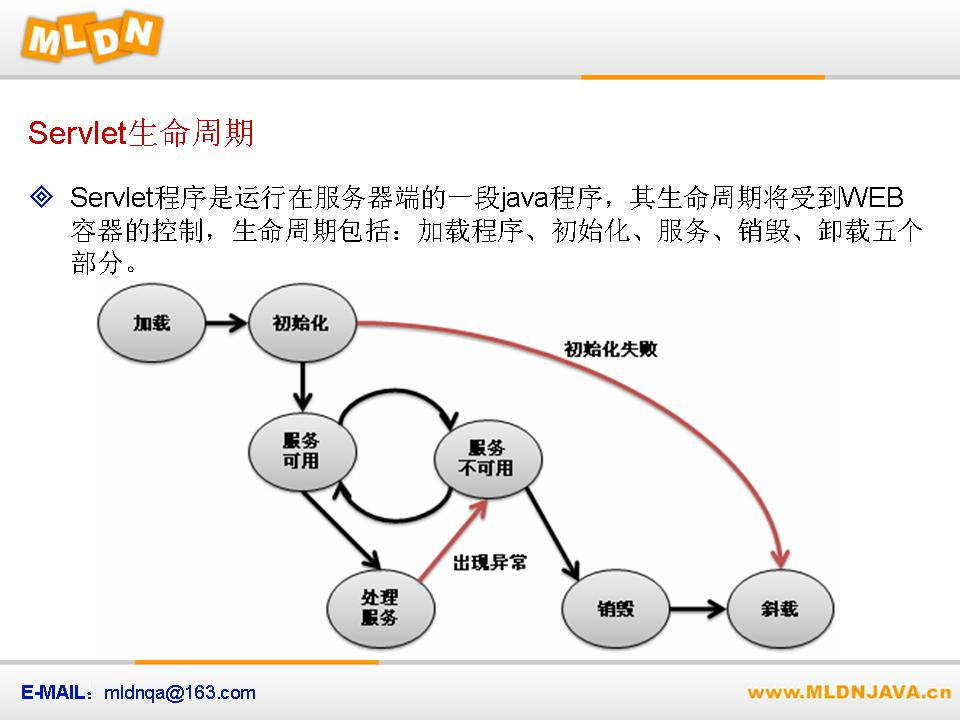 MLDN
Servlet生命周期
Servlet程序是运行在服务器端的一段java程序，其生命周期将受到WEB
容器的控制，生命周期包括：加载程序、初始化、服务、销毁、卸载五个
部分。
加载
初始化
初始化失败
服务
可用
服务
不可用
出现异常
处理
服务
销毁
斜载
E-MAIL：mldnqa@163.com
www.MLDNJAVA.cn